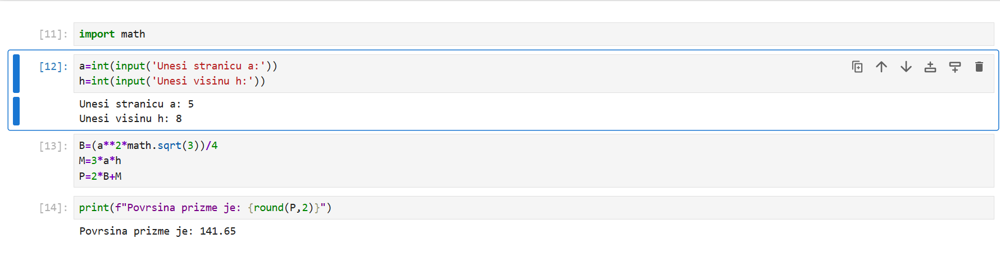 [11]: import math
[12]: a=int(input('Unesi stranicu a:'))
h=int(input('Unesi visinu h:'))
Unesi stranicu a: 5
Unesi visinu h: 8
[13]: B=(a**2*math.sqrt(3))/4
M=3*a*h
P=2*B+M
[14]: print(f"Povrsina prizme je: {round(P,2)}")
Povrsina prizme je: 141.65